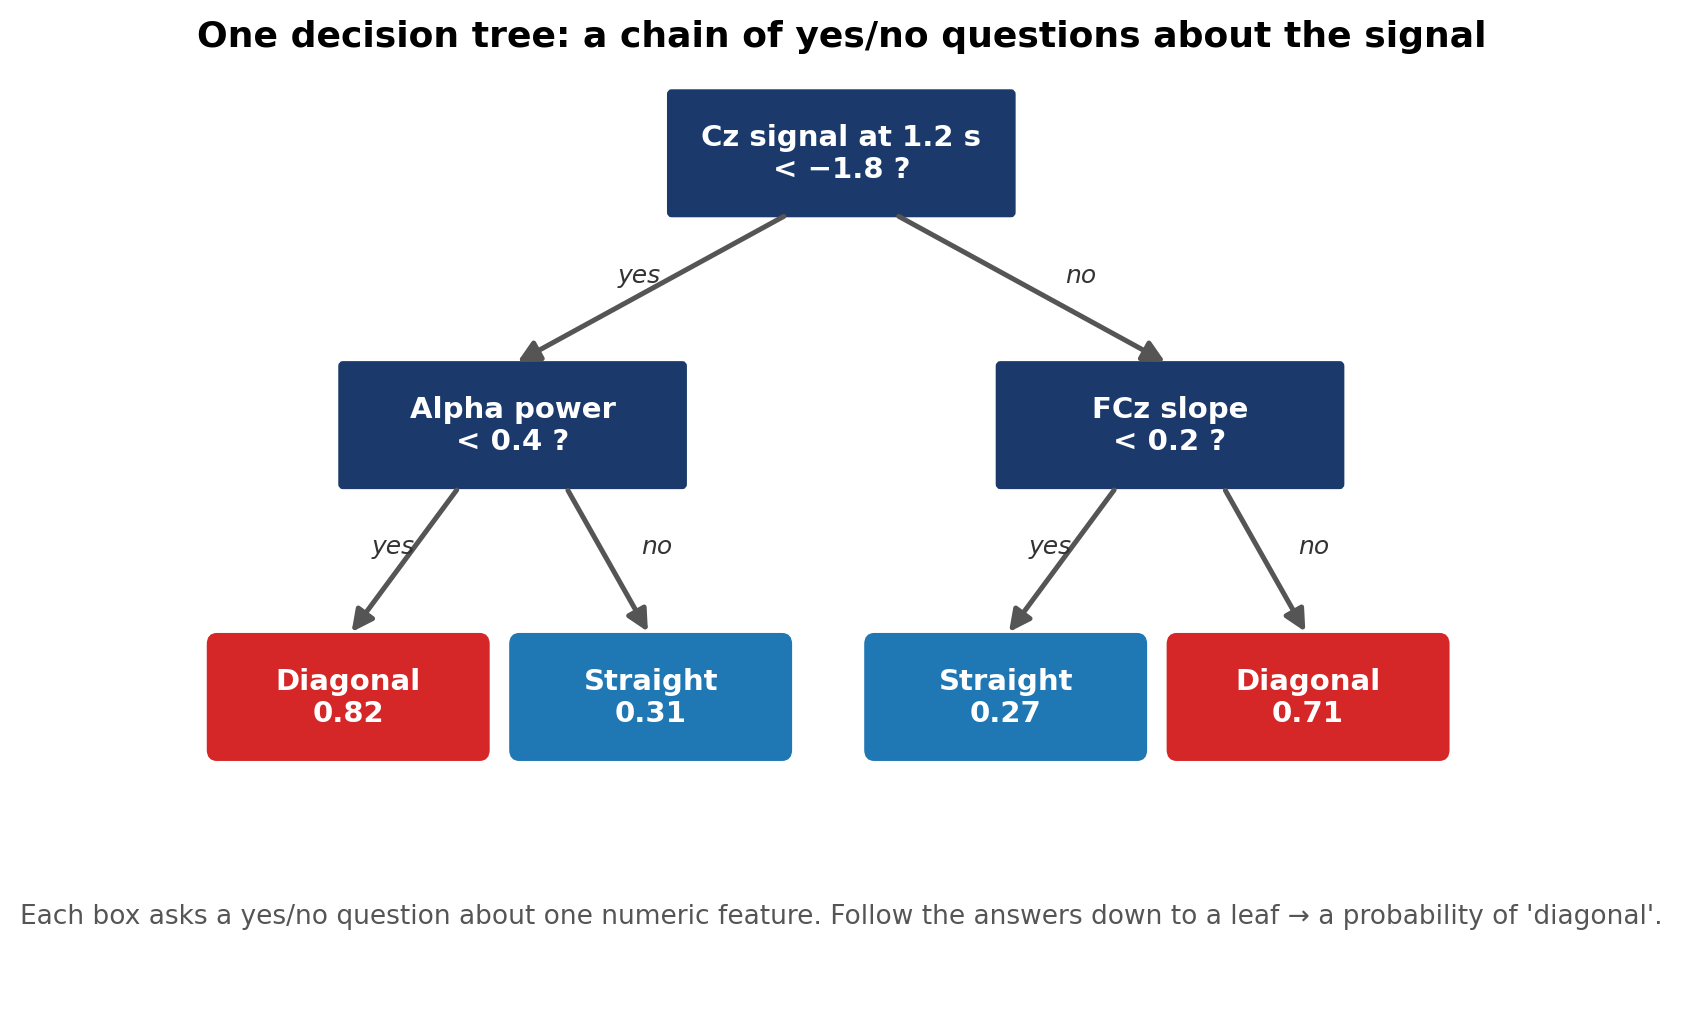 One decision tree: a chain of yes/no questions about the signal
Cz signal at 1.2 s
< −1.8 ?
yes
no
Alpha power
< 0.4 ?
FCz slope
< 0.2 ?
yes
no
yes
no
Diagonal
0.82
Straight
0.31
Straight
0.27
Diagonal
0.71
Each box asks a yes/no question about one numeric feature. Follow the answers down to a leaf → a probability of 'diagonal'.